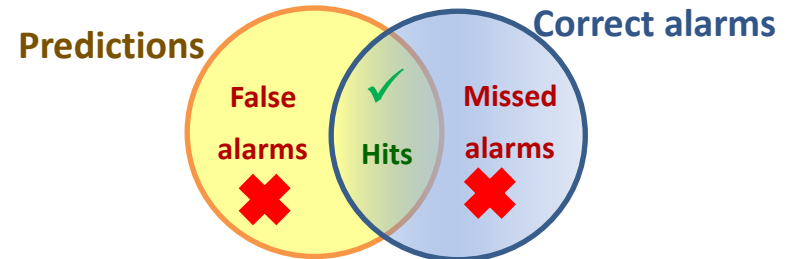 Predictions
Correct alarms
False
alarms
Hits
Missed
alarms